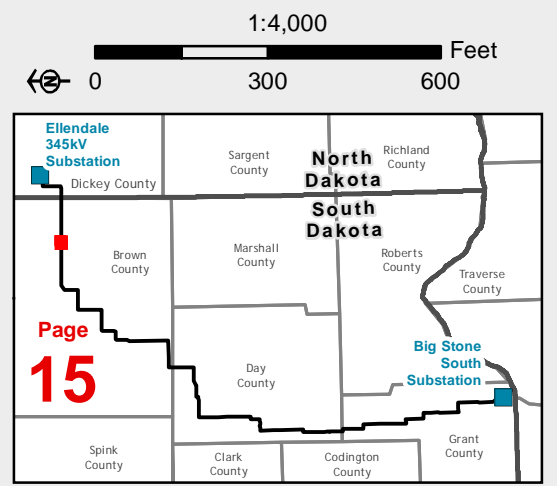 1:4,000
Feet
N
0 300 600
Ellendale
345kV
Substation
Dickey County
Sargent
County
North
Dakota
Richland
County
South
Dakota
Brown
County
Marshall
County
Roberts
County
Traverse
County
Page
15
Day
County
Big Stone
South
Substation
Spink
County
Clark
County
Codington
County
Grant
County